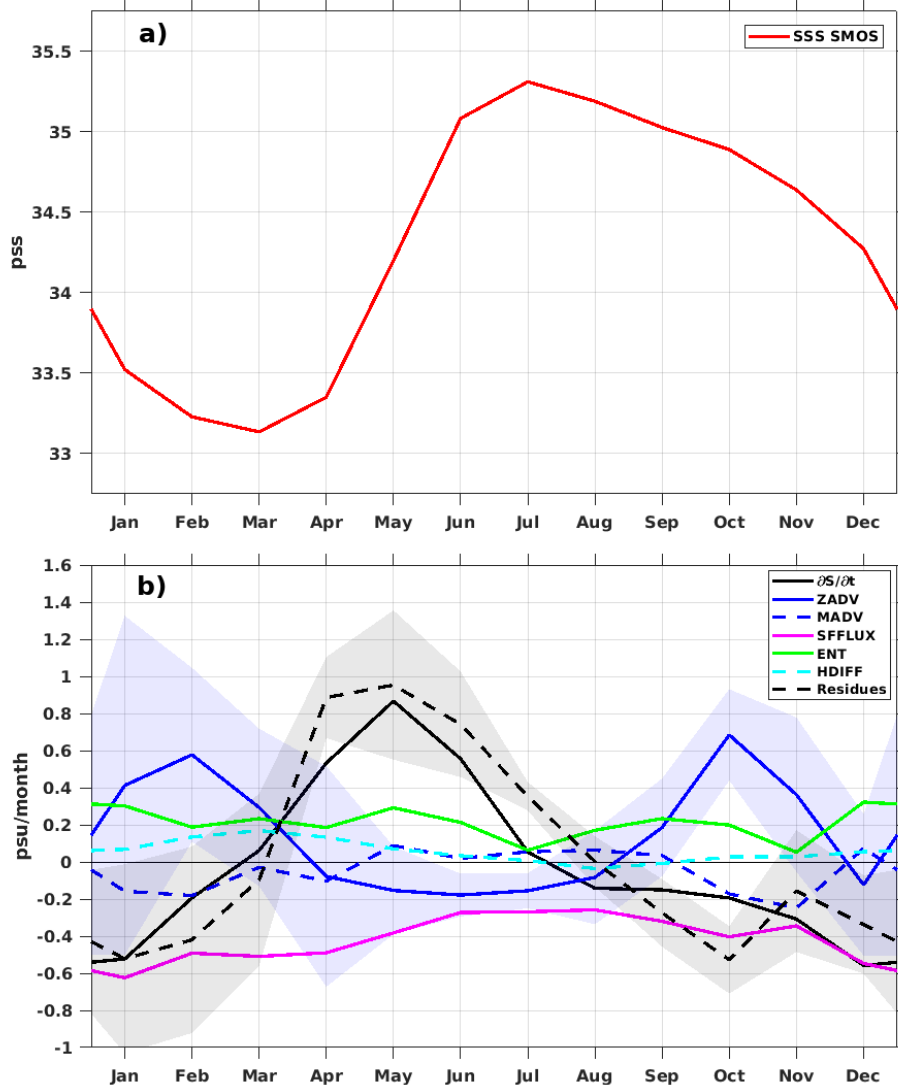 a)
SSS SMOS
35.5
35
34.5
34
33.5
33
pss
Jan Feb Mar Apr May Jun Jul Aug Sep Oct Nov Dec
b)
∂S/∂t
ZADV
MADV
SFFLUX
ENT
HDIFF
Residues
1.6
1.4
1.2
1
0.8
0.6
0.4
0.2
0
-0.2
-0.4
-0.6
-0.8
-1
psu/month
Jan Feb Mar Apr May Jun Jul Aug Sep Oct Nov Dec